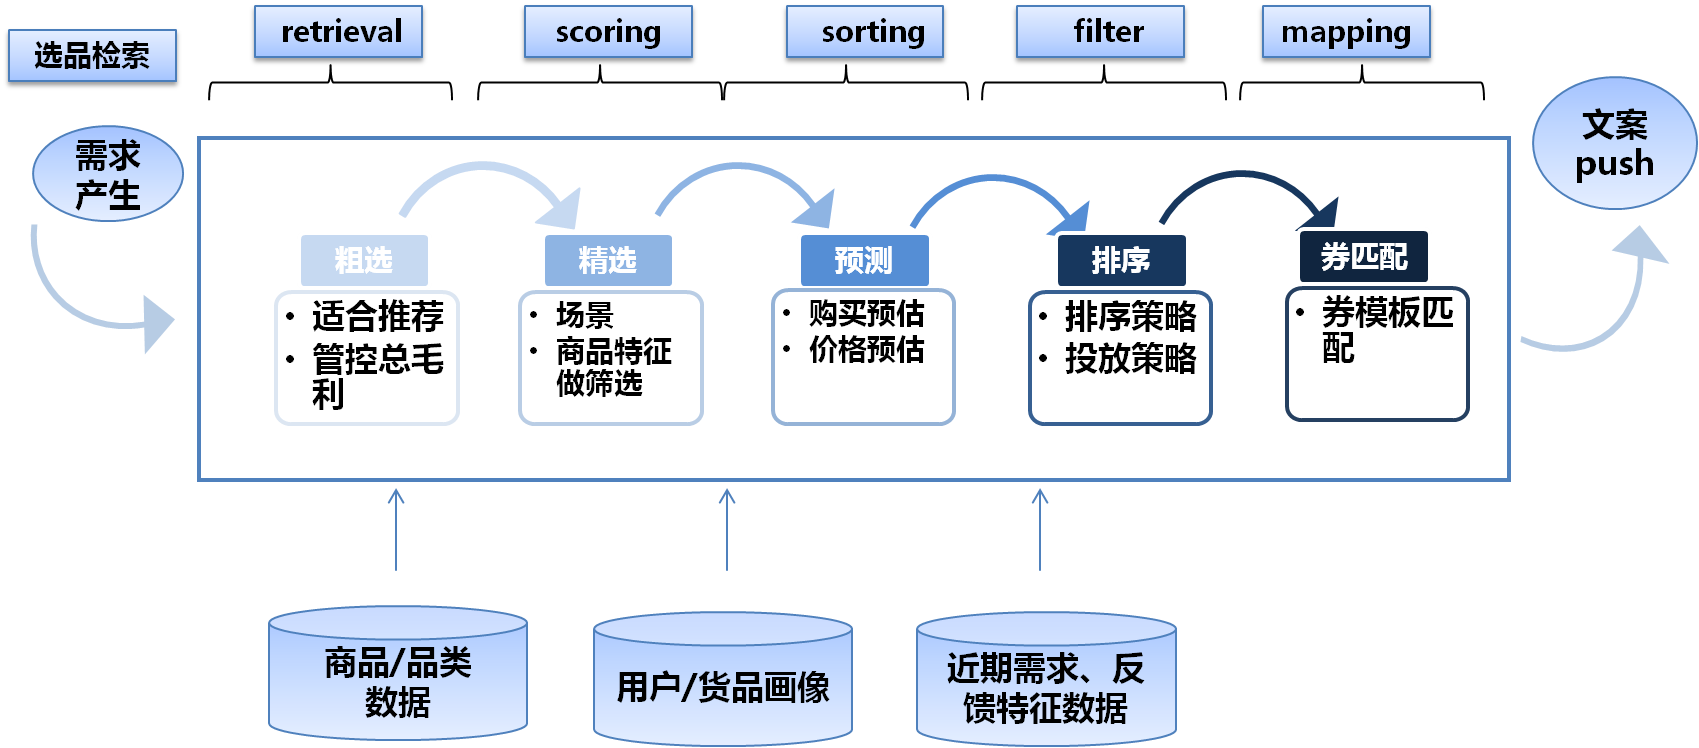 选品检索
retrieval
scoring
sorting
filter
mapping
需求
产生
文案
push
粗选
• 适合推荐
• 管控总毛
利
精选
• 场景
• 商品特征
做筛选
预测
• 购买预估
• 价格预估
排序
• 排序策略
• 投放策略
券匹配
• 券模板匹
配
商品/品类
数据
用户/货品画像
近期需求、反
馈特征数据